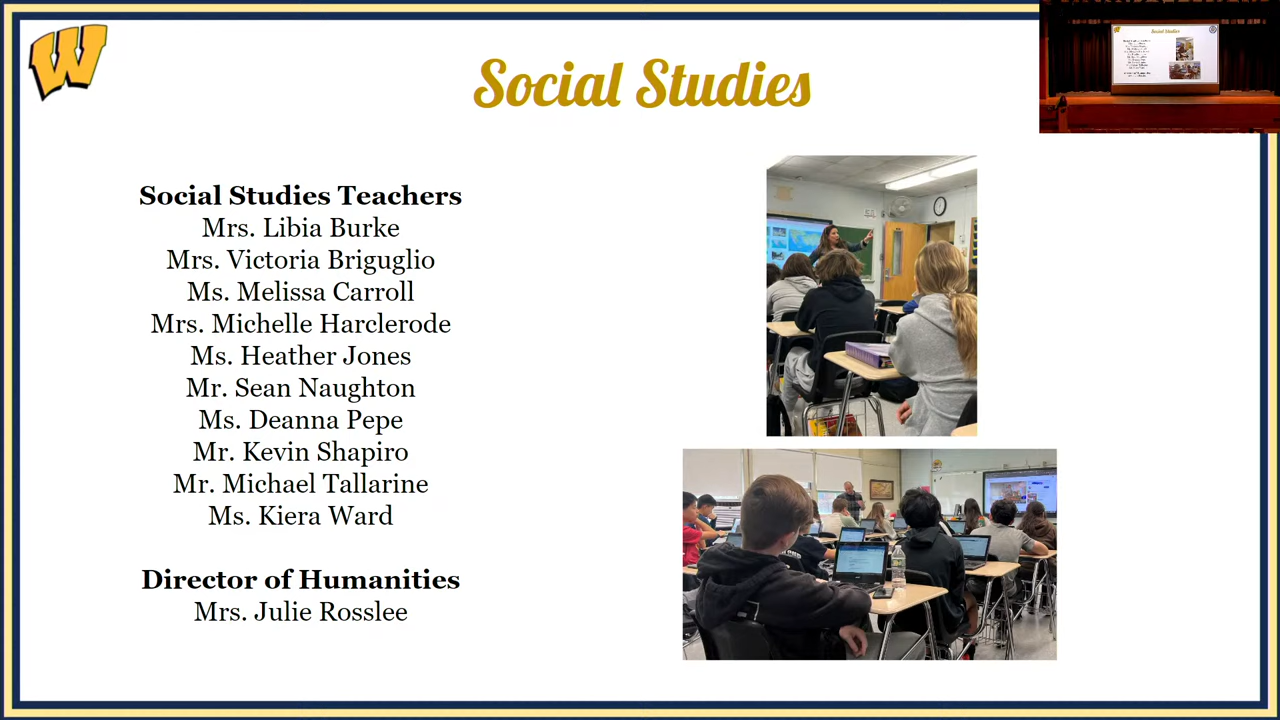 W
Social Studies
Social Studies Teachers
Mrs. Libia Burke
Mrs. Victoria Briguglio
Ms. Melissa Carroll
Mrs. Michelle Harclerode
Ms. Heather Jones
Mr. Sean Naughton
Ms. Deanna Pepe
Mr. Kevin Shapiro
Mr. Michael Tallarine
Ms. Kiera Ward
Director of Humanities
Mrs. Julie Rosslee
Social Studies